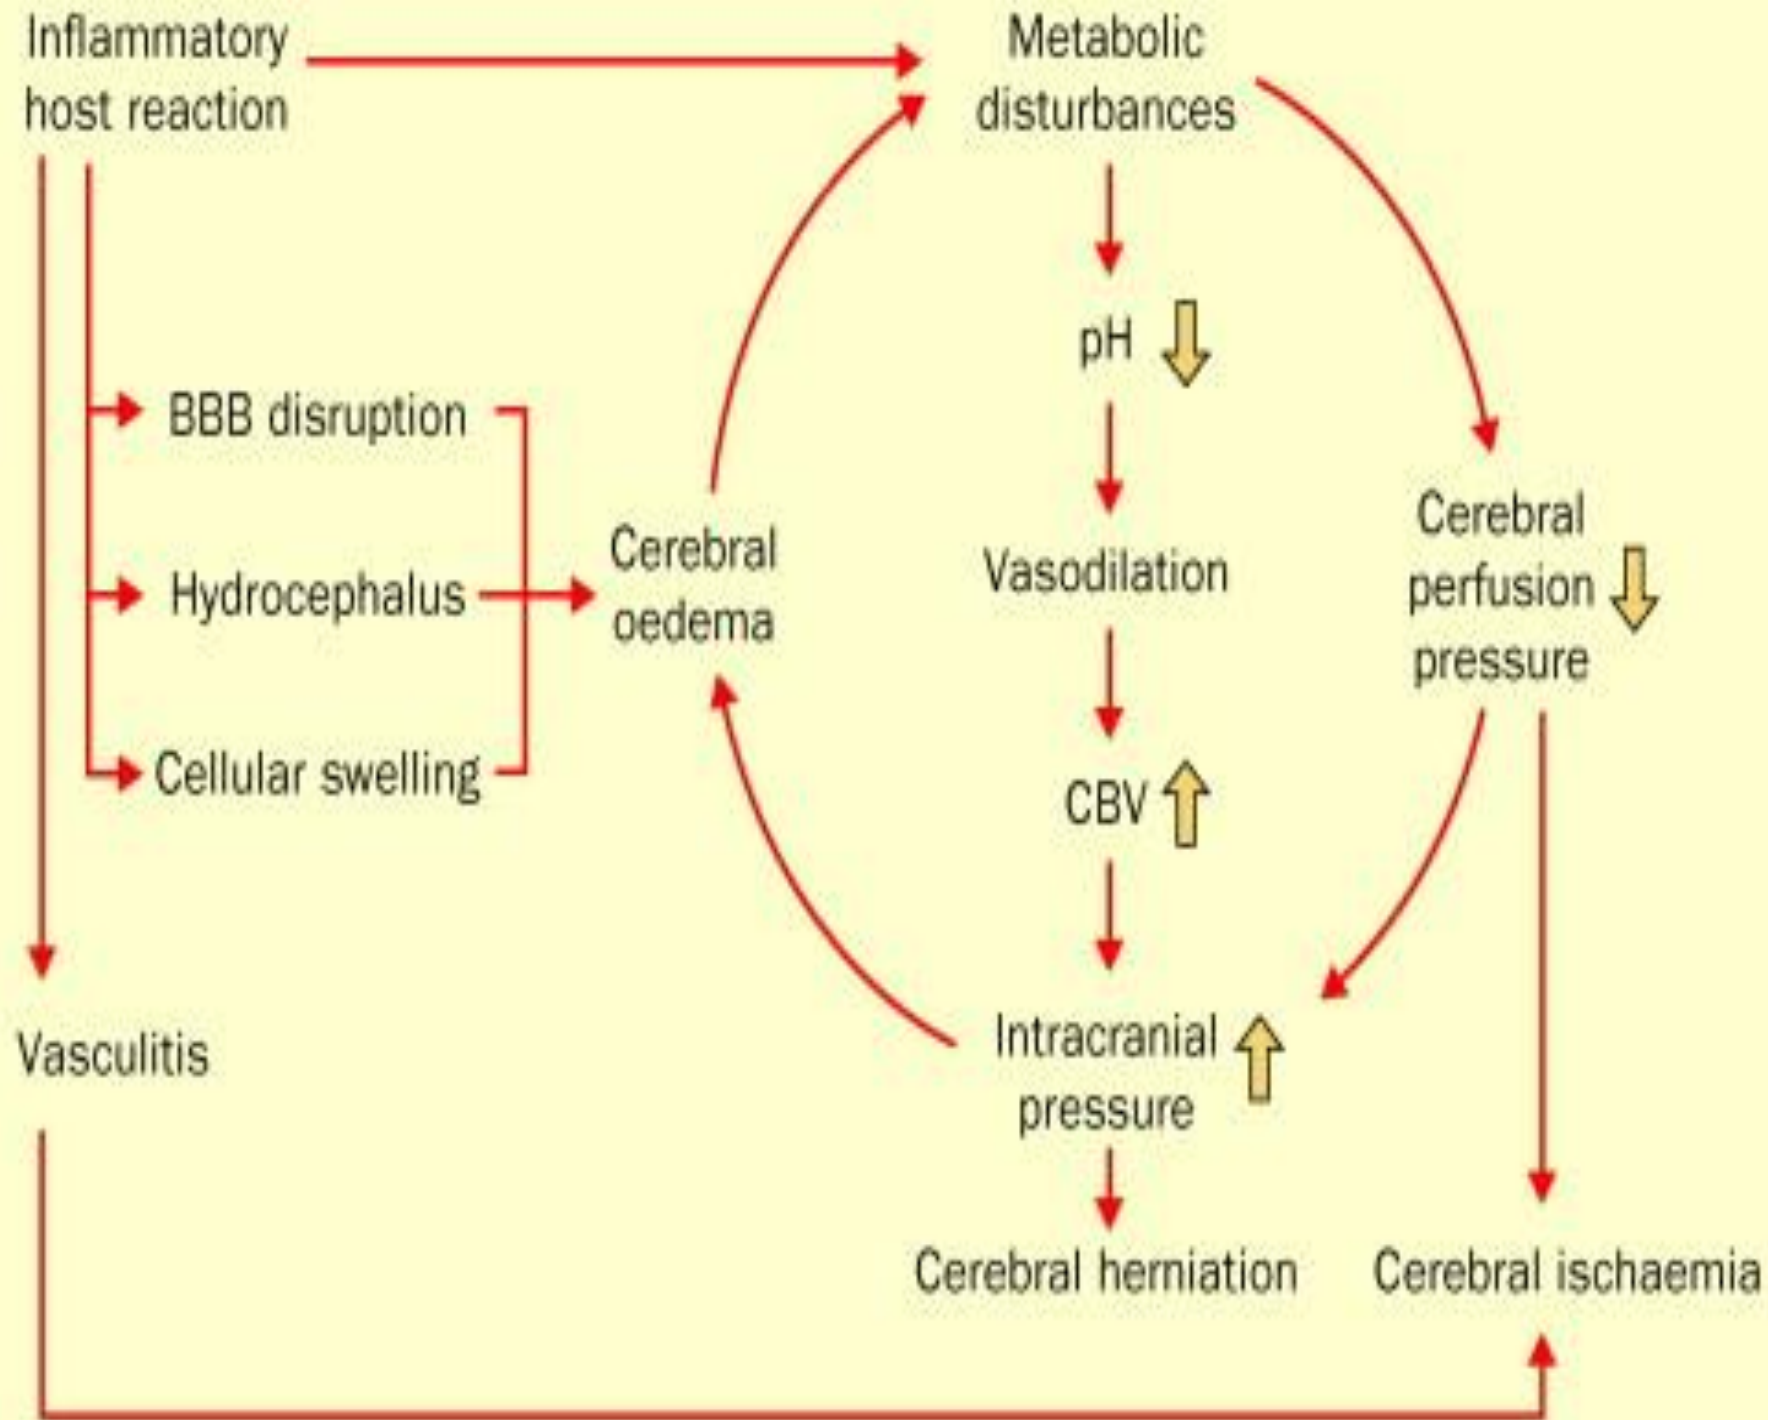 Inflammatory
host reaction
Metabolic
disturbances
pH
BBB disruption
Cerebral
perfusion
pressure
Cerebral
oedema
Vasodilation
Hydrocephalus
Cellular swelling
CBV
Vasculitis
Intracranial
pressure
Cerebral herniation
Cerebral ischaemia